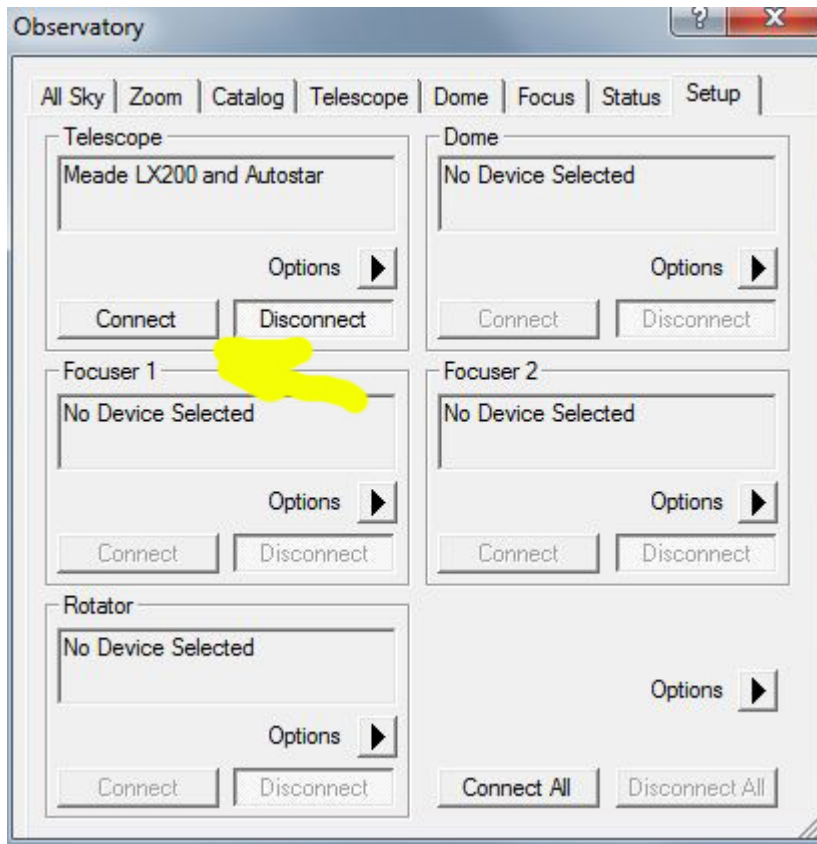 Observatory
All Sky Zoom Catalog Telescope Dome Focus Status Setup
Telescope
Meade LX200 and Autostar
Options
Connect Disconnect
Dome
No Device Selected
Options
Connect Disconnect
Focuser 1
No Device Selected
Options
Connect Disconnect
Focuser 2
No Device Selected
Options
Connect Disconnect
Rotator
No Device Selected
Options
Connect Disconnect
Options
Connect All Disconnect All